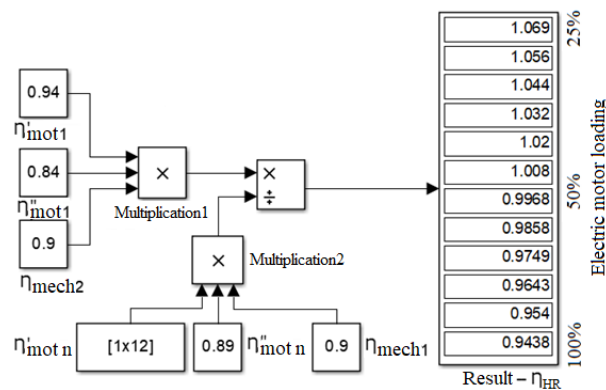 0.94
η'mot1
0.84
η"mot1
0.9
ηmech2
×
Multiplication1
×
÷
×
Multiplication2
[1x12]
η'mot n
0.89
η"mot n
0.9
ηmech1
1.069
1.056
1.044
1.032
1.02
1.008
0.9968
0.9858
0.9749
0.9643
0.954
0.9438
Result – ηHR
25%
50%
100%
Electric motor loading